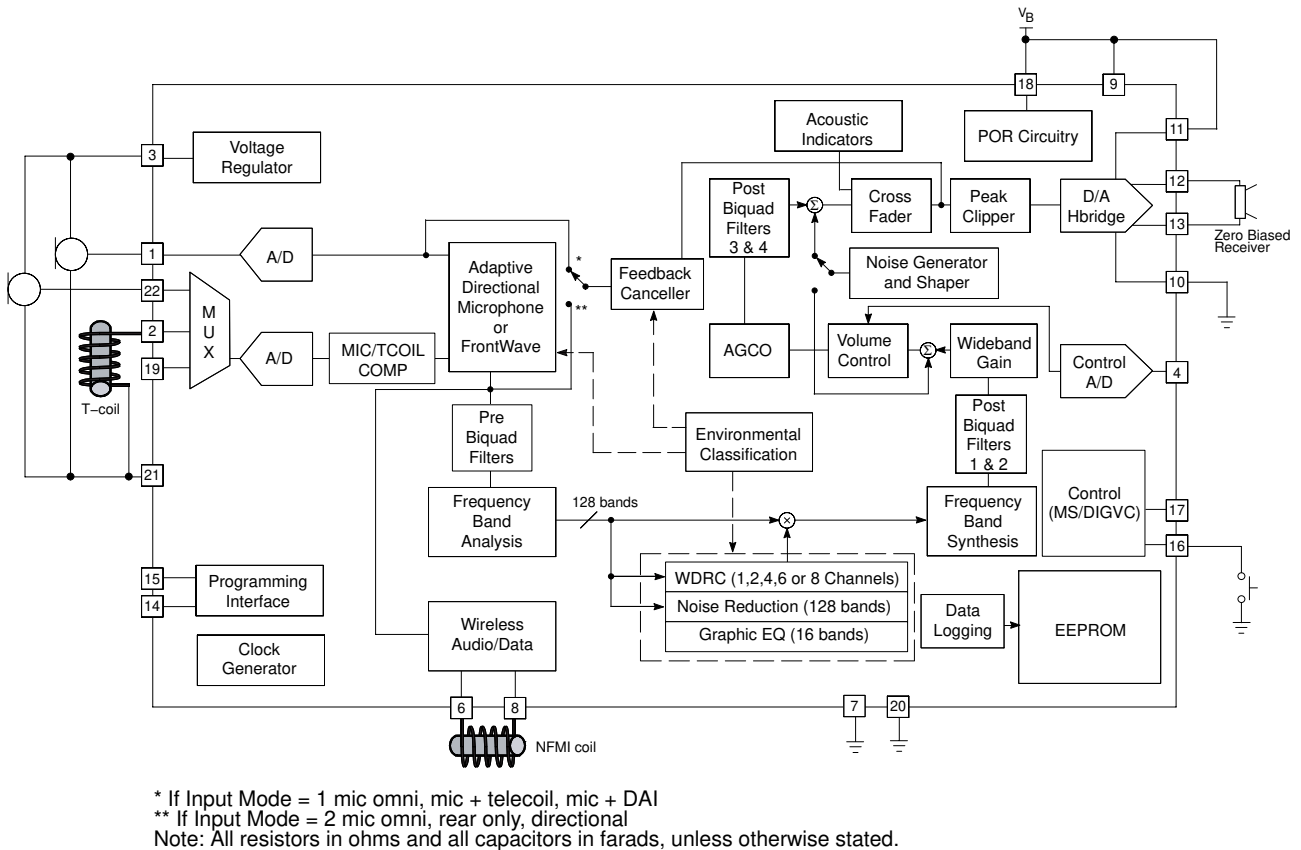 VB
18
9
Acoustic
Indicators
POR Circuitry
11
3
Voltage
Regulator
12
Post
Biquad
Filters
3 & 4
Σ
Cross
Fader
Peak
Clipper
D/A
Hbridge
13
Zero Biased
Receiver
1
A/D
Adaptive
Directional
Microphone
or
FrontWave
*
**
Feedback
Canceller
Noise Generator
and Shaper
10
22
2
19
MUX
T-coil
A/D
MIC/TCOIL
COMP
AGCO
Volume
Control
Σ
Wideband
Gain
Control
A/D
4
Pre
Biquad
Filters
Environmental
Classification
Post
Biquad
Filters
1 & 2
21
Frequency
Band
Analysis
128 bands
×
Frequency
Band
Synthesis
Control
(MS/DIGVC)
17
16
15
14
Programming
Interface
WDRC (1,2,4,6 or 8 Channels)
Noise Reduction (128 bands)
Graphic EQ (16 bands)
Data
Logging
EEPROM
Clock
Generator
Wireless
Audio/Data
6
8
7
20
NFMI coil
* If Input Mode = 1 mic omni, mic + telecoil, mic + DAI
** If Input Mode = 2 mic omni, rear only, directional
Note: All resistors in ohms and all capacitors in farads, unless otherwise stated.